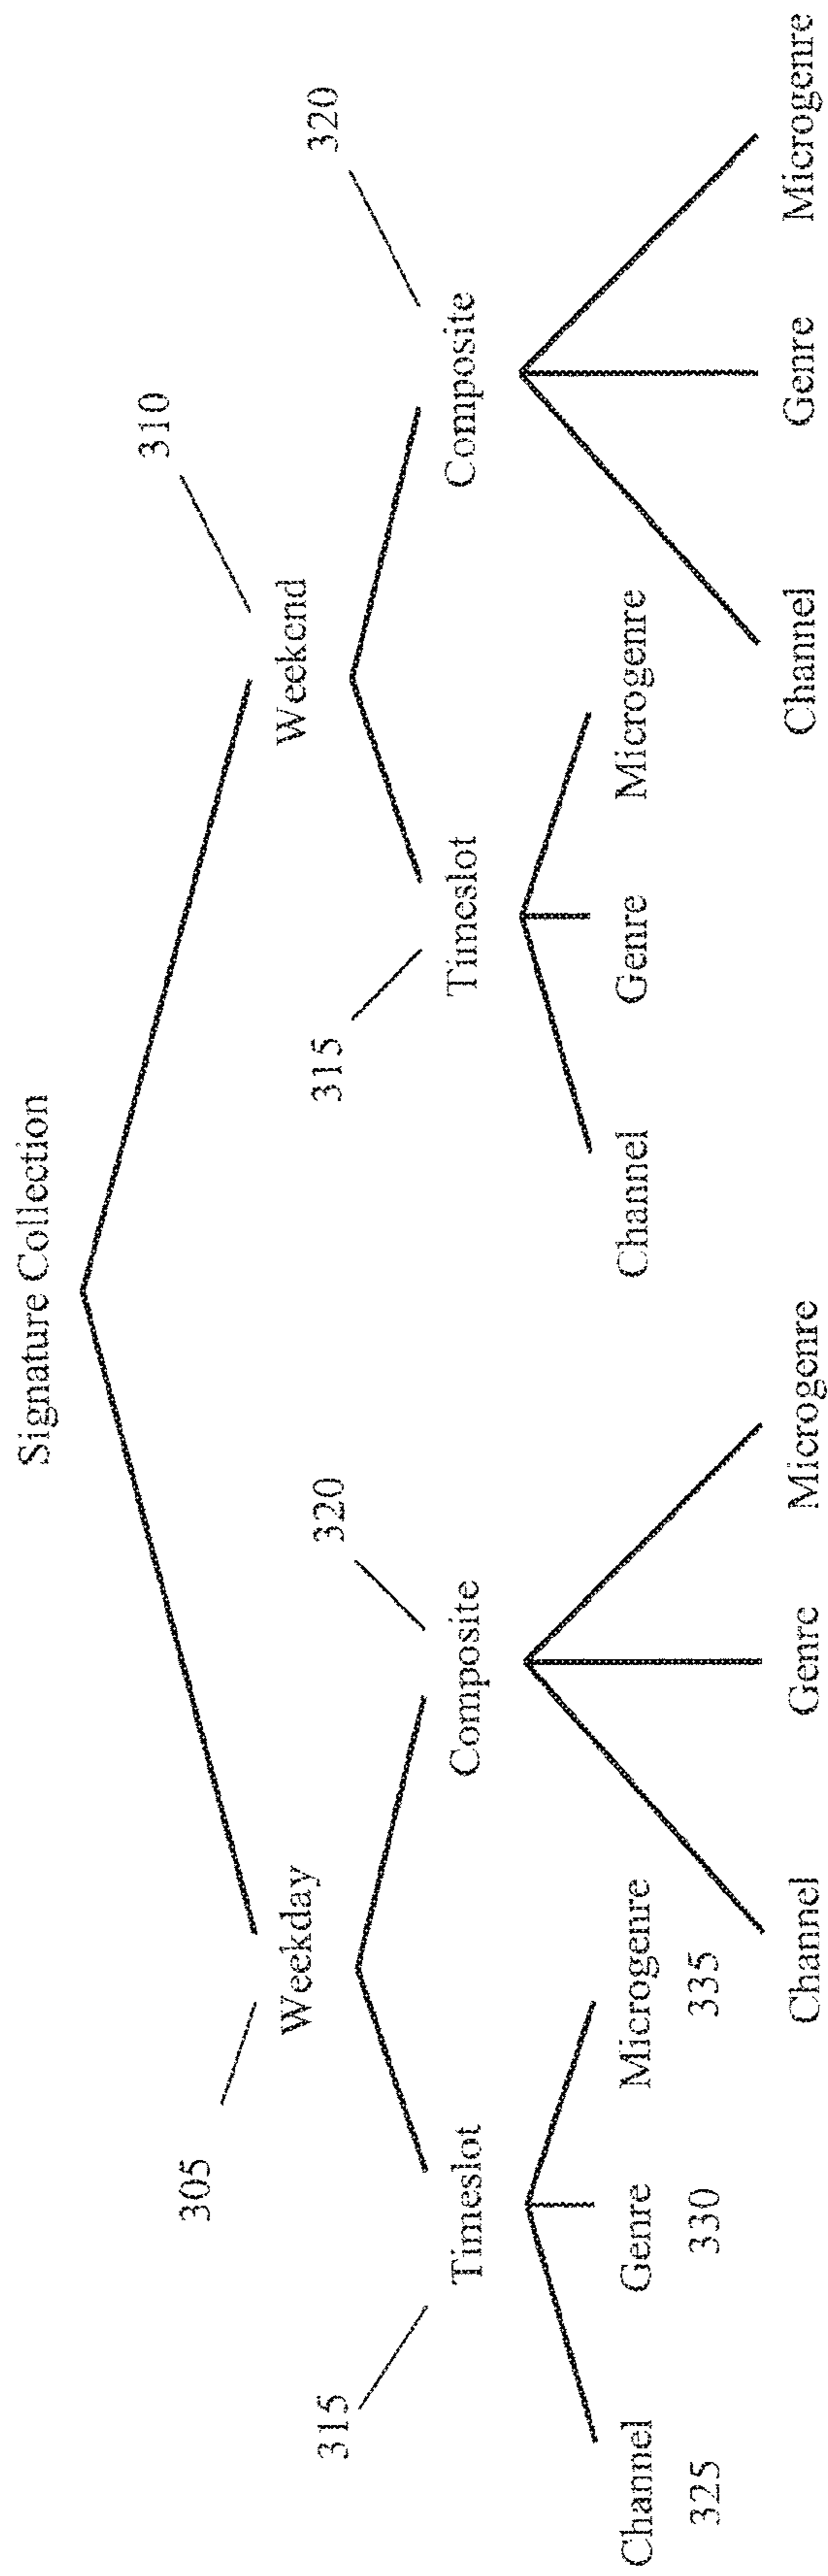 Signature Collection
305
Weekday
310
Weekend
315
Timeslot
320
Composite
315
Timeslot
320
Composite
Channel
Genre
Microgenre
325
330
335
Channel
Genre
Microgenre
Channel
Genre
Microgenre
Channel
Genre
Microgenre